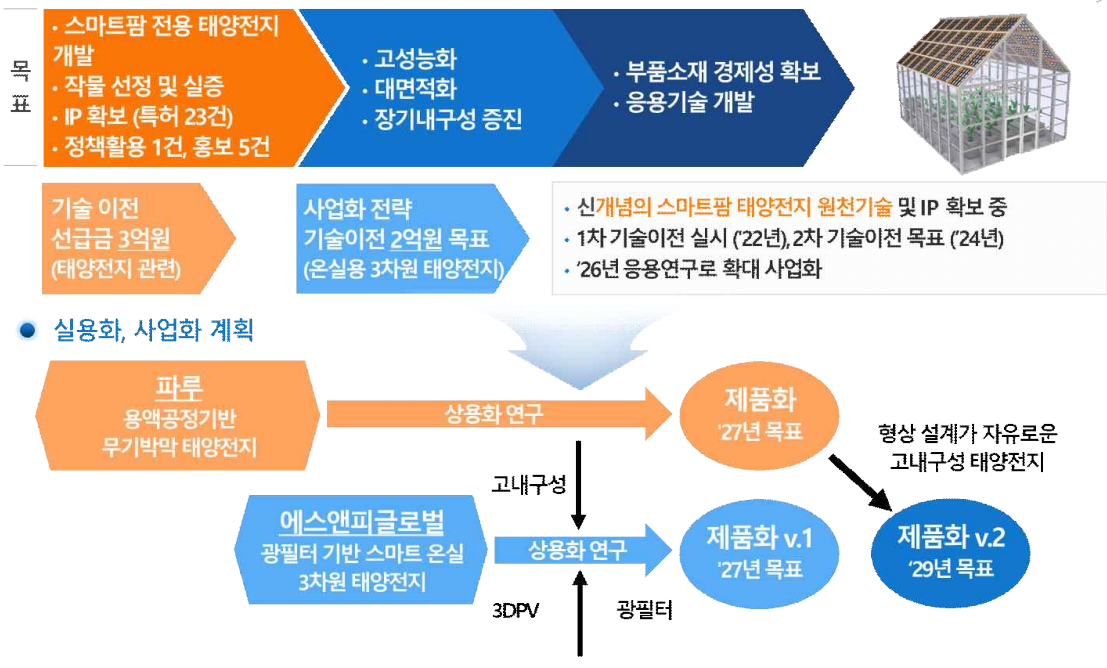 목
표
• 스마트팜 전용 태양전지
개발
• 작물 선정 및 실증
• IP 확보 (특허 23건)
• 정책활용 1건, 홍보 5건
• 고성능화
• 대면적화
• 장기내구성 증진
• 부품소재 경제성 확보
• 응용기술 개발
기술 이전
선급금 3억원
(태양전지 관련)
사업화 전략
기술이전 2억원 목표
(온실용 3차원 태양전지)
• 신개념의 스마트팜 태양전지 원천기술 및 IP 확보 중
• 1차 기술이전 실시 ('22년), 2차 기술이전 목표 ('24년)
• '26년 응용연구로 확대 사업화
실용화, 사업화 계획
파루
용액공정기반
무기박막 태양전지
상용화 연구
제품화
'27년 목표
형상 설계가 자유로운
고내구성 태양전지
고내구성
에스앤피글로벌
광필터 기반 스마트 온실
3차원 태양전지
상용화 연구
제품화 v.1
'27년 목표
제품화 v.2
'29년 목표
3DPV
광필터